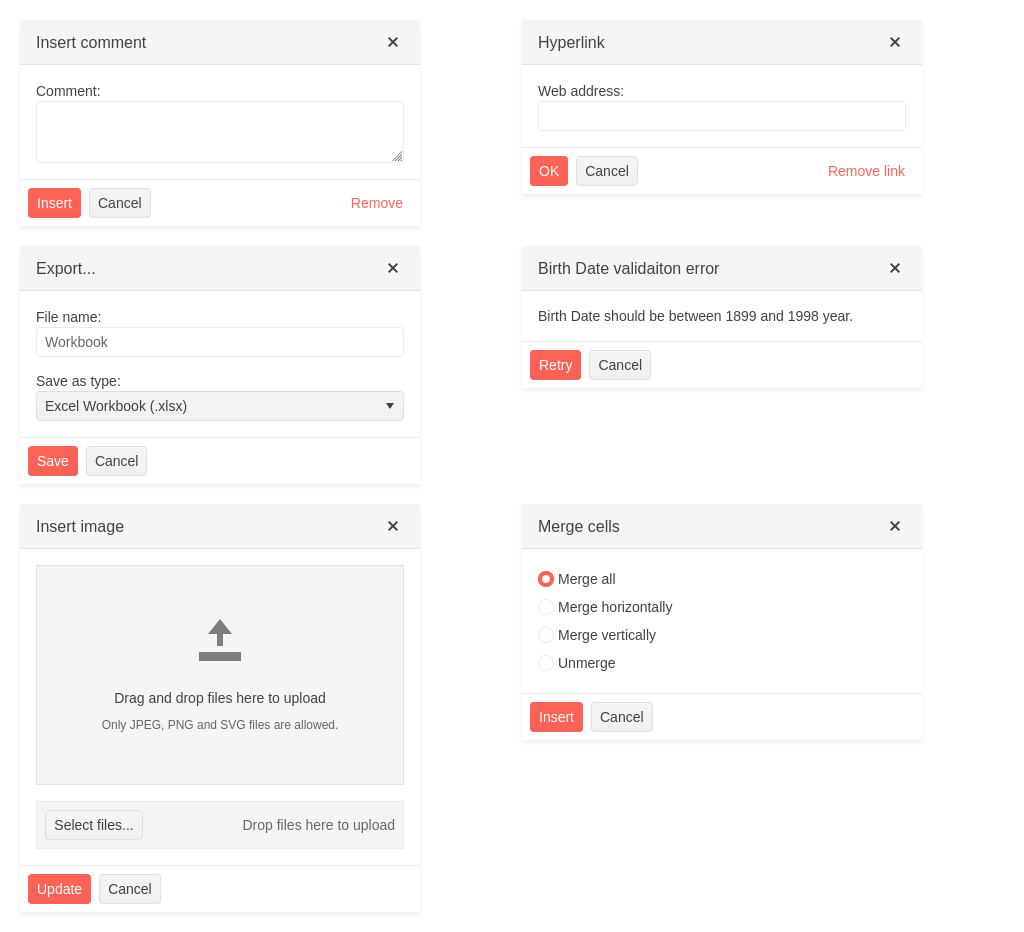 Insert comment
Comment:
Insert
Cancel
Remove
Hyperlink
Web address:
OK
Cancel
Remove link
Export...
File name:
Workbook
Save as type:
Excel Workbook (.xlsx)
Save
Cancel
Birth Date validaiton error
Birth Date should be between 1899 and 1998 year.
Retry
Cancel
Insert image
Drag and drop files here to upload
Only JPEG, PNG and SVG files are allowed.
Select files...
Drop files here to upload
Update
Cancel
Merge cells
Merge all
Merge horizontally
Merge vertically
Unmerge
Insert
Cancel